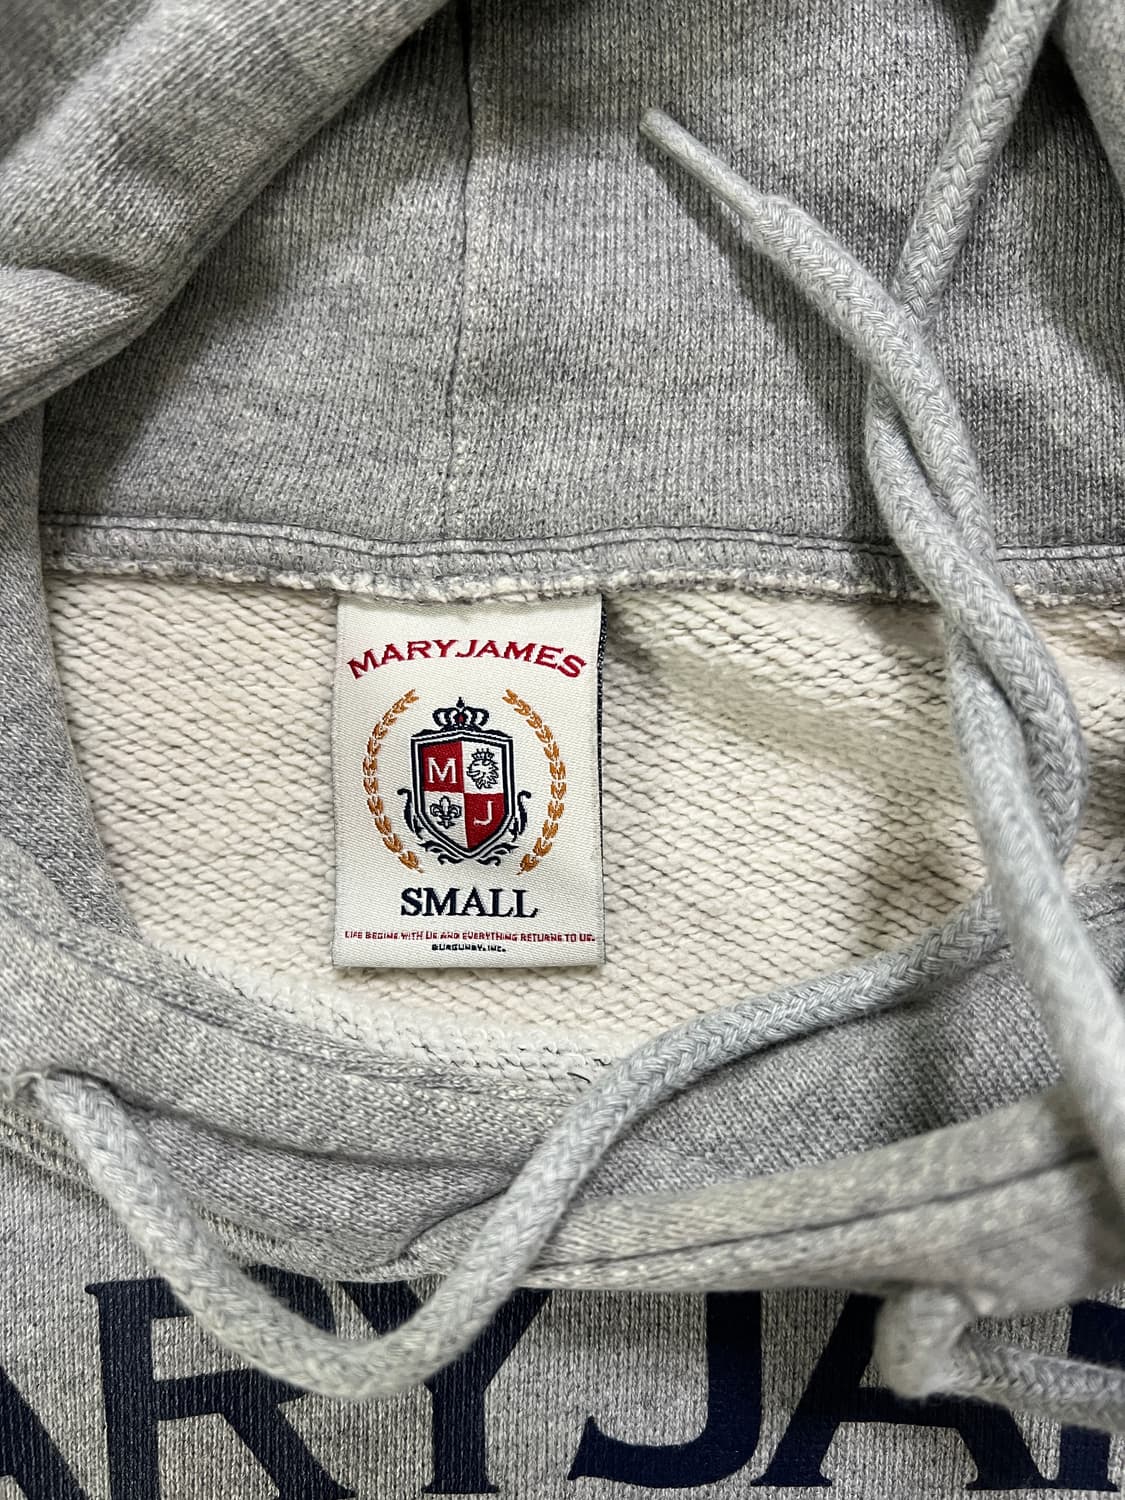 MARYJAMES
M
J
SMALL
LIFE BEGINS WITH US AND EVERYTHING RETURNS TO US.
BURGUNDY.INC.
ARYJA